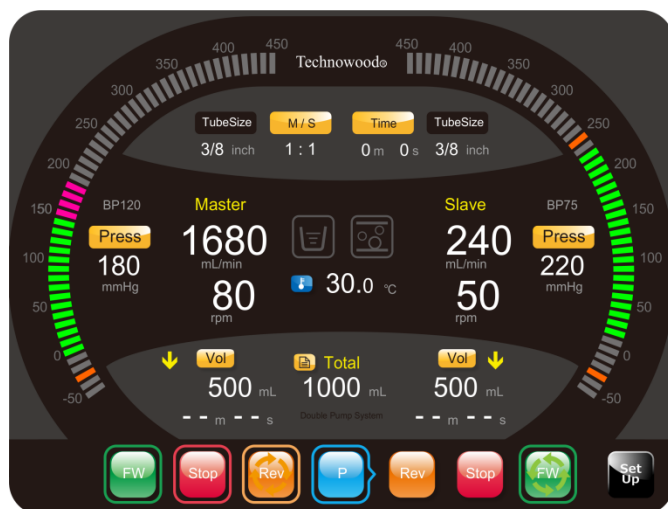 450 Technowood® 450
400 400
350 350
300 300
250 250
200 200
150 150
100 100
50 50
0 0
-50 -50
TubeSize M / S Time TubeSize
3/8 inch 1 : 1 0 m 0 s 3/8 inch
BP120 Master Slave BP75
Press 1680 240 Press
180 mL/min mL/min 220
mmHg 80 30.0 ℃ 50 mmHg
rpm rpm
Vol Total Vol
500 mL 1000 mL 500 mL
-- m -- s Double Pump System -- m -- s
FW Stop Rev P Rev Stop FW Set
Up